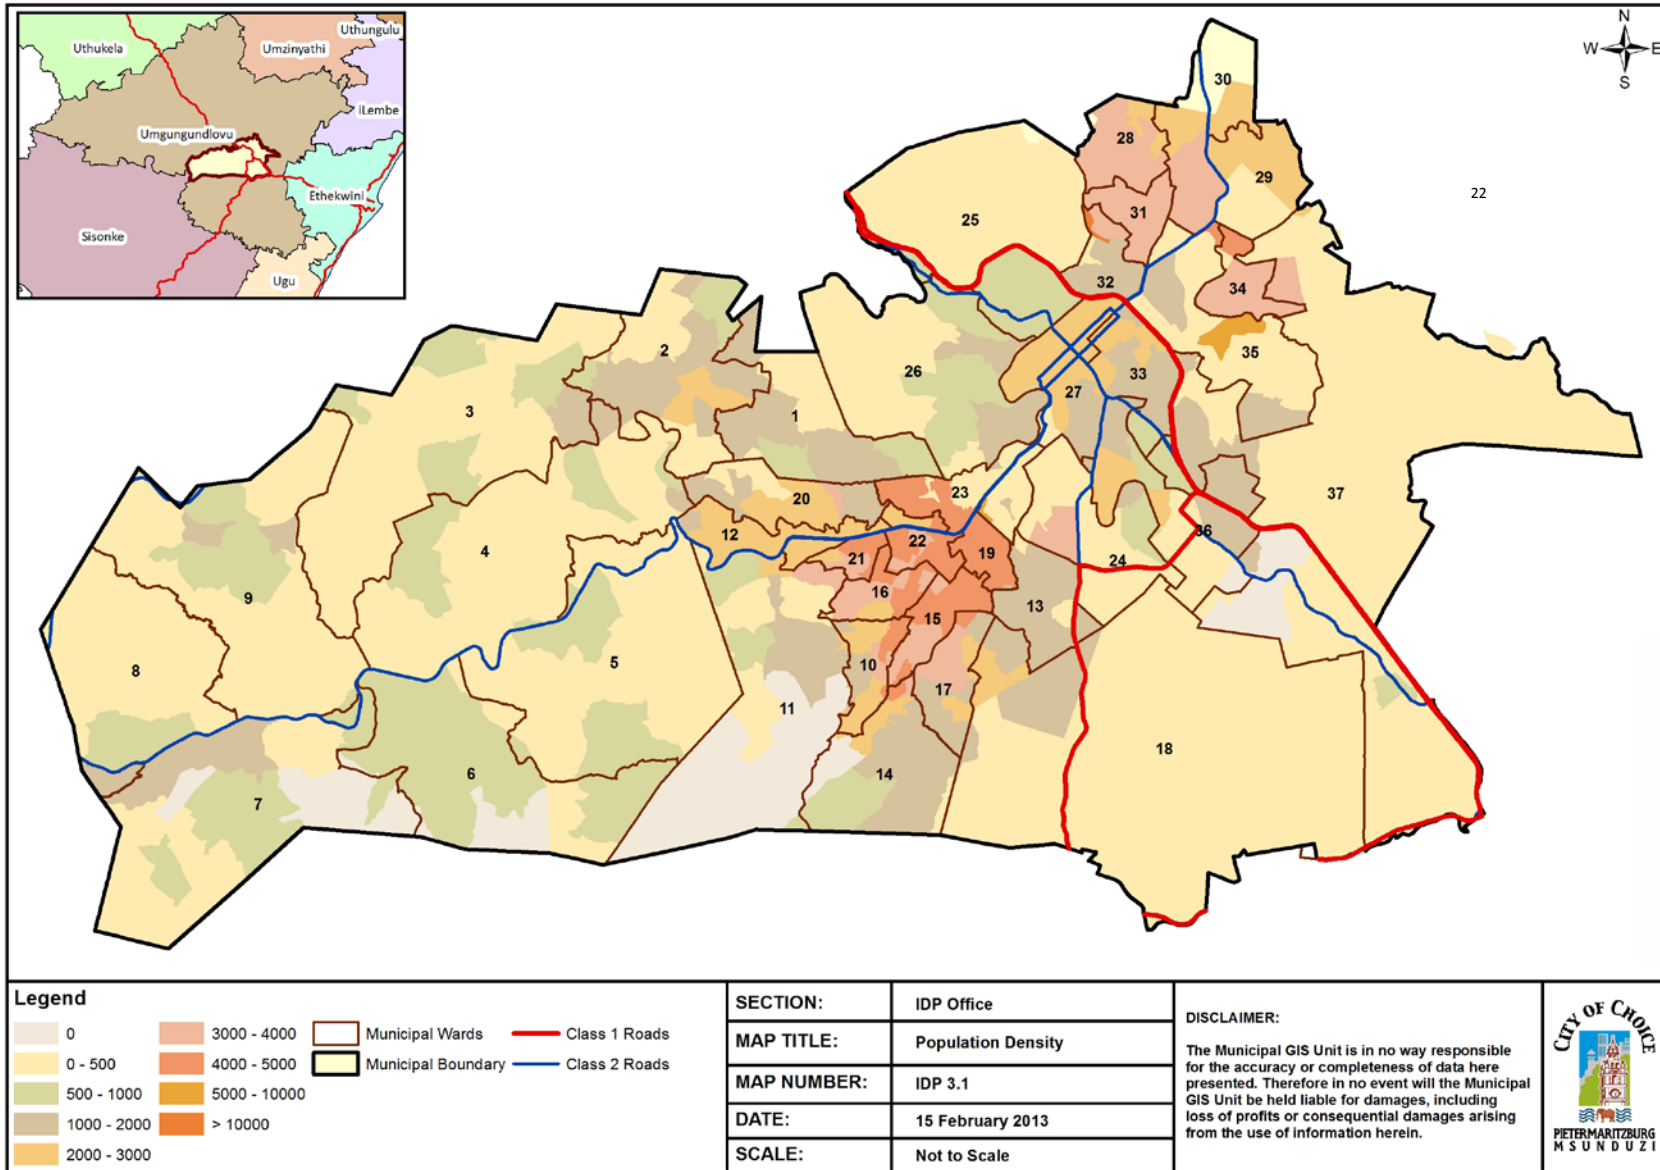 Uthukela
Umzinyathi
Uthungulu
iLembe
Umgungundlovu
Ethekwini
Sisonke
Ugu
N
W E
S
30
28
29
22
25
31
32
34
35
2
26
33
27
3
1
37
20
23
12
22
19
21
36
24
4
16
13
9
15
8
5
10
17
11
18
6
14
7
Legend
0
0 - 500
500 - 1000
1000 - 2000
2000 - 3000
3000 - 4000
4000 - 5000
5000 - 10000
> 10000
Municipal Wards
Municipal Boundary
Class 1 Roads
Class 2 Roads
SECTION: IDP Office
MAP TITLE: Population Density
MAP NUMBER: IDP 3.1
DATE: 15 February 2013
SCALE: Not to Scale
DISCLAIMER:
The Municipal GIS Unit is in no way responsible
for the accuracy or completeness of data here
presented. Therefore in no event will the Municipal
GIS Unit be held liable for damages, including
loss of profits or consequential damages arising
from the use of information herein.
CITY OF CHOICE
PIETERMARITZBURG
MSUNDUZI